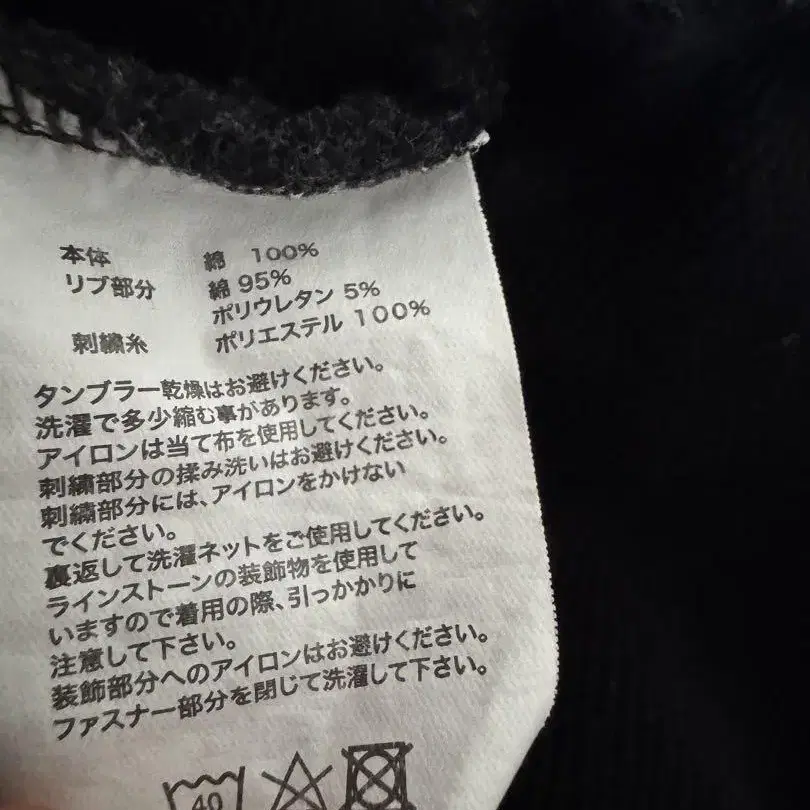 本体 綿 100%
リブ部分 綿 95%
ポリウレタン 5%
刺繍糸 ポリエステル 100%
タンブラー乾燥はお避けください。
洗濯で多少縮む事があります。
アイロンは当て布を使用してください。
刺繍部分の揉み洗いはお避けください。
刺繍部分には、アイロンをかけない
でください。
裏返して洗濯ネットをご使用してください。
ラインストーンの装飾物を使用して
いますので着用の際、引っかかりに
注意して下さい。
装飾部分へのアイロンはお避けください。
ファスナー部分を閉じて洗濯して下さい。
40